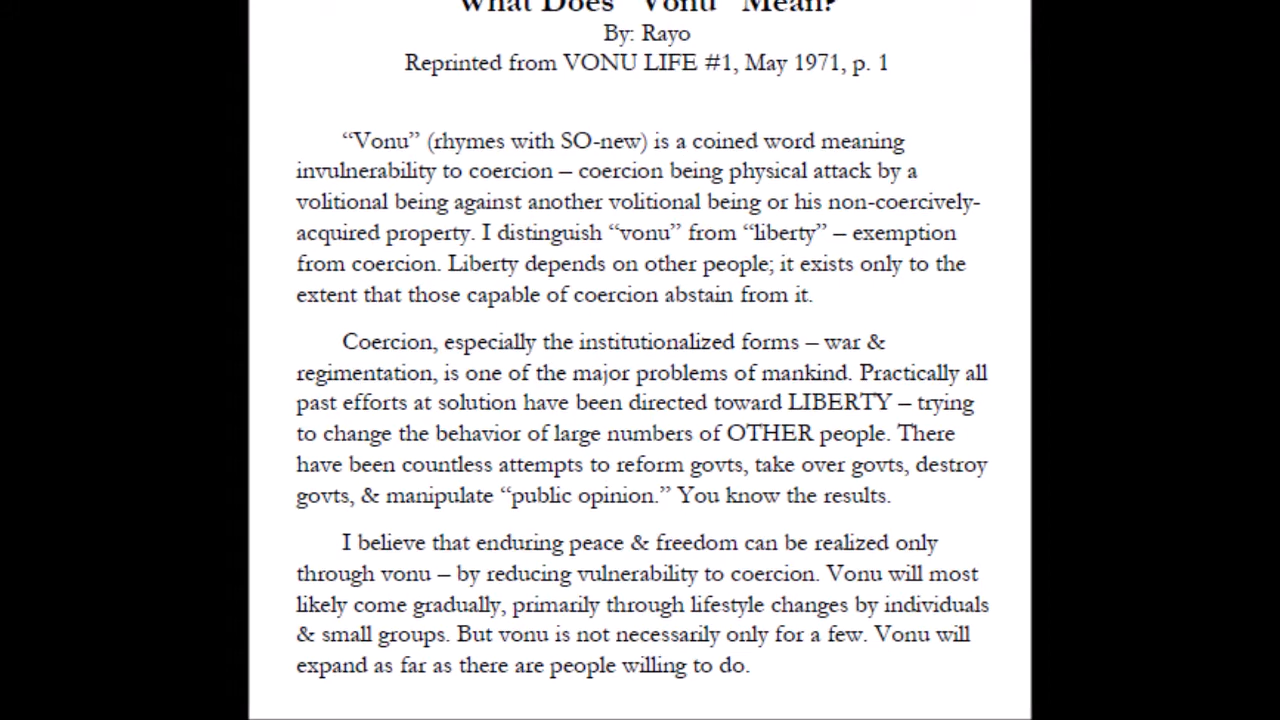 What Does "Vonu" Mean?
By: Rayo
Reprinted from VONU LIFE #1, May 1971, p. 1
“Vonu” (rhymes with SO-new) is a coined word meaning
invulnerability to coercion – coercion being physical attack by a
volitional being against another volitional being or his non-coercively-
acquired property. I distinguish “vonu” from “liberty” – exemption
from coercion. Liberty depends on other people; it exists only to the
extent that those capable of coercion abstain from it.
Coercion, especially the institutionalized forms – war &
regimentation, is one of the major problems of mankind. Practically all
past efforts at solution have been directed toward LIBERTY – trying
to change the behavior of large numbers of OTHER people. There
have been countless attempts to reform govts, take over govts, destroy
govts, & manipulate “public opinion.” You know the results.
I believe that enduring peace & freedom can be realized only
through vonu – by reducing vulnerability to coercion. Vonu will most
likely come gradually, primarily through lifestyle changes by individuals
& small groups. But vonu is not necessarily only for a few. Vonu will
expand as far as there are people willing to do.